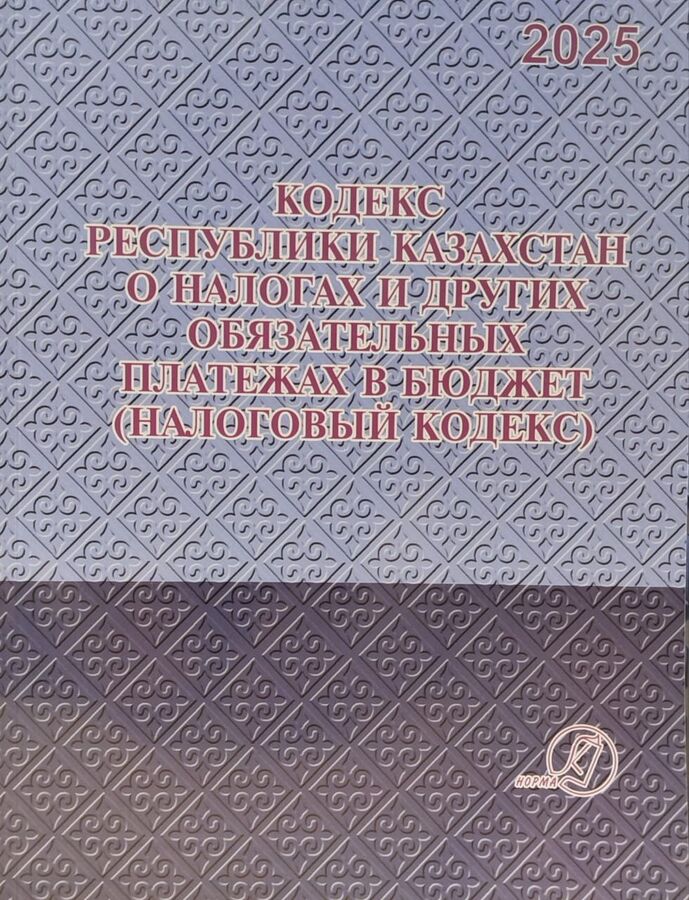 2025
КОДЕКС
РЕСПУБЛИКИ КАЗАХСТАН
О НАЛОГАХ И ДРУГИХ
ОБЯЗАТЕЛЬНЫХ
ПЛАТЕЖАХ В БЮДЖЕТ
(НАЛОГОВЫЙ КОДЕКС)
НОРМА